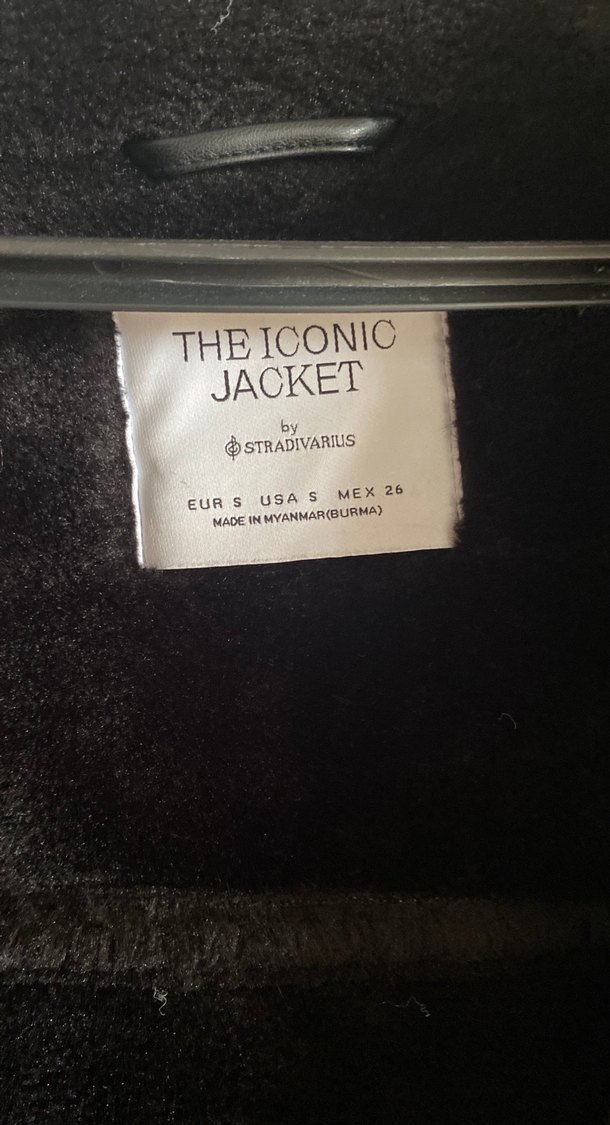 THE ICONIC
JACKET
by
STRADIVARIUS
EUR S USA S MEX 26
MADE IN MYANMAR(BURMA)